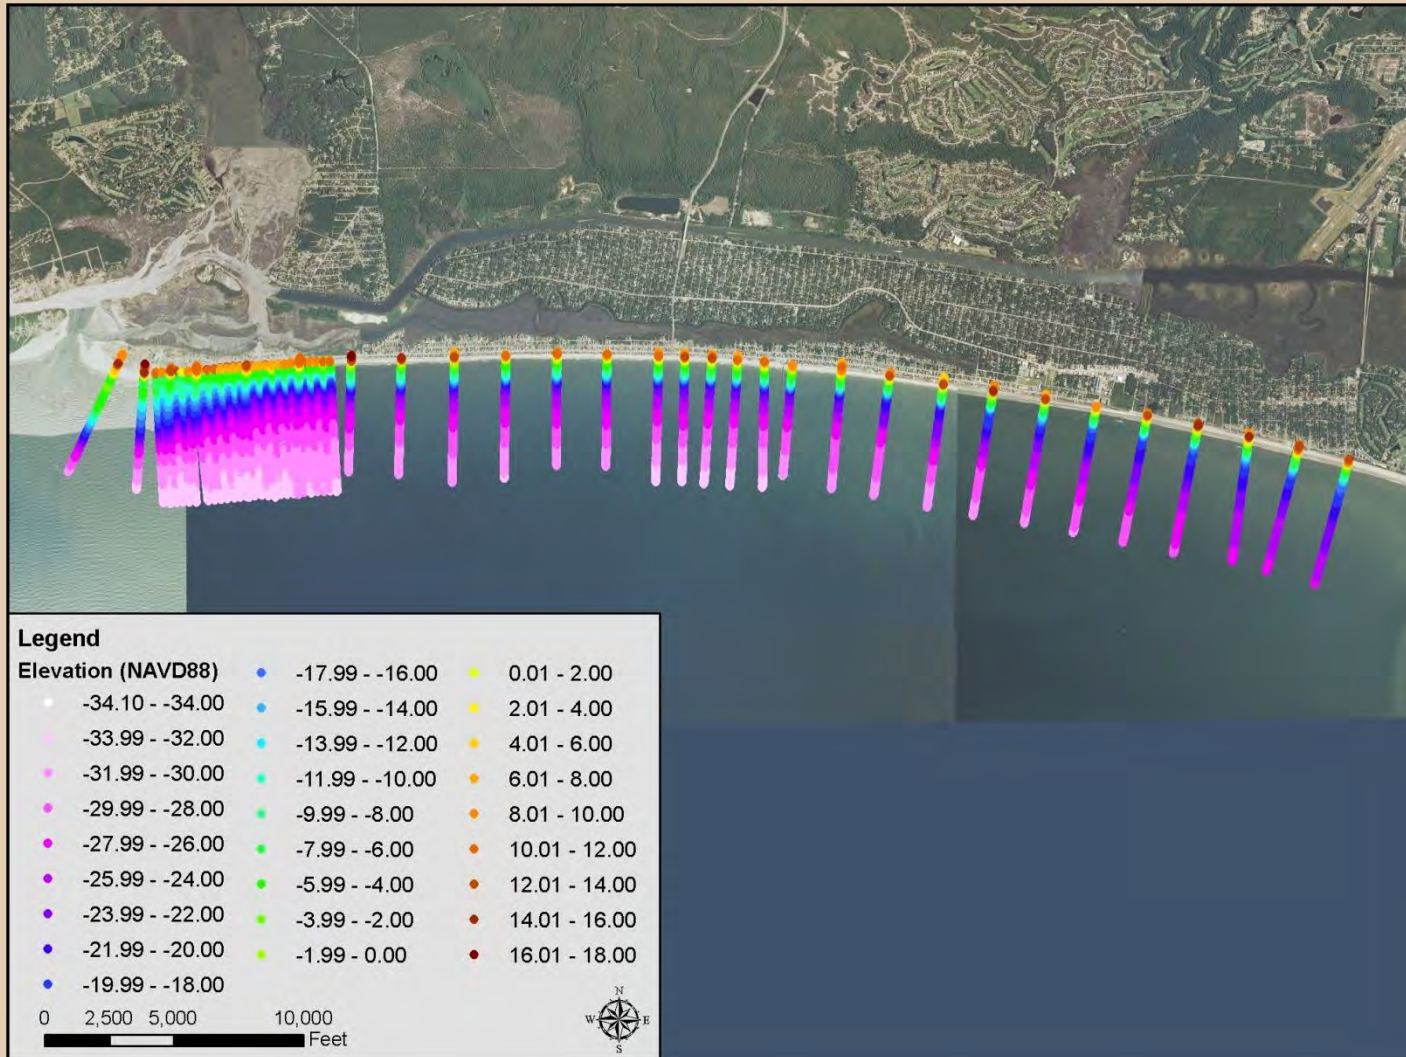 Legend
Elevation (NAVD88)
-34.10 - -34.00
-33.99 - -32.00
-31.99 - -30.00
-29.99 - -28.00
-27.99 - -26.00
-25.99 - -24.00
-23.99 - -22.00
-21.99 - -20.00
-19.99 - -18.00
-17.99 - -16.00
-15.99 - -14.00
-13.99 - -12.00
-11.99 - -10.00
-9.99 - -8.00
-7.99 - -6.00
-5.99 - -4.00
-3.99 - -2.00
-1.99 - 0.00
0.01 - 2.00
2.01 - 4.00
4.01 - 6.00
6.01 - 8.00
8.01 - 10.00
10.01 - 12.00
12.01 - 14.00
14.01 - 16.00
16.01 - 18.00
0 2,500 5,000 10,000
Feet
N
W E
S